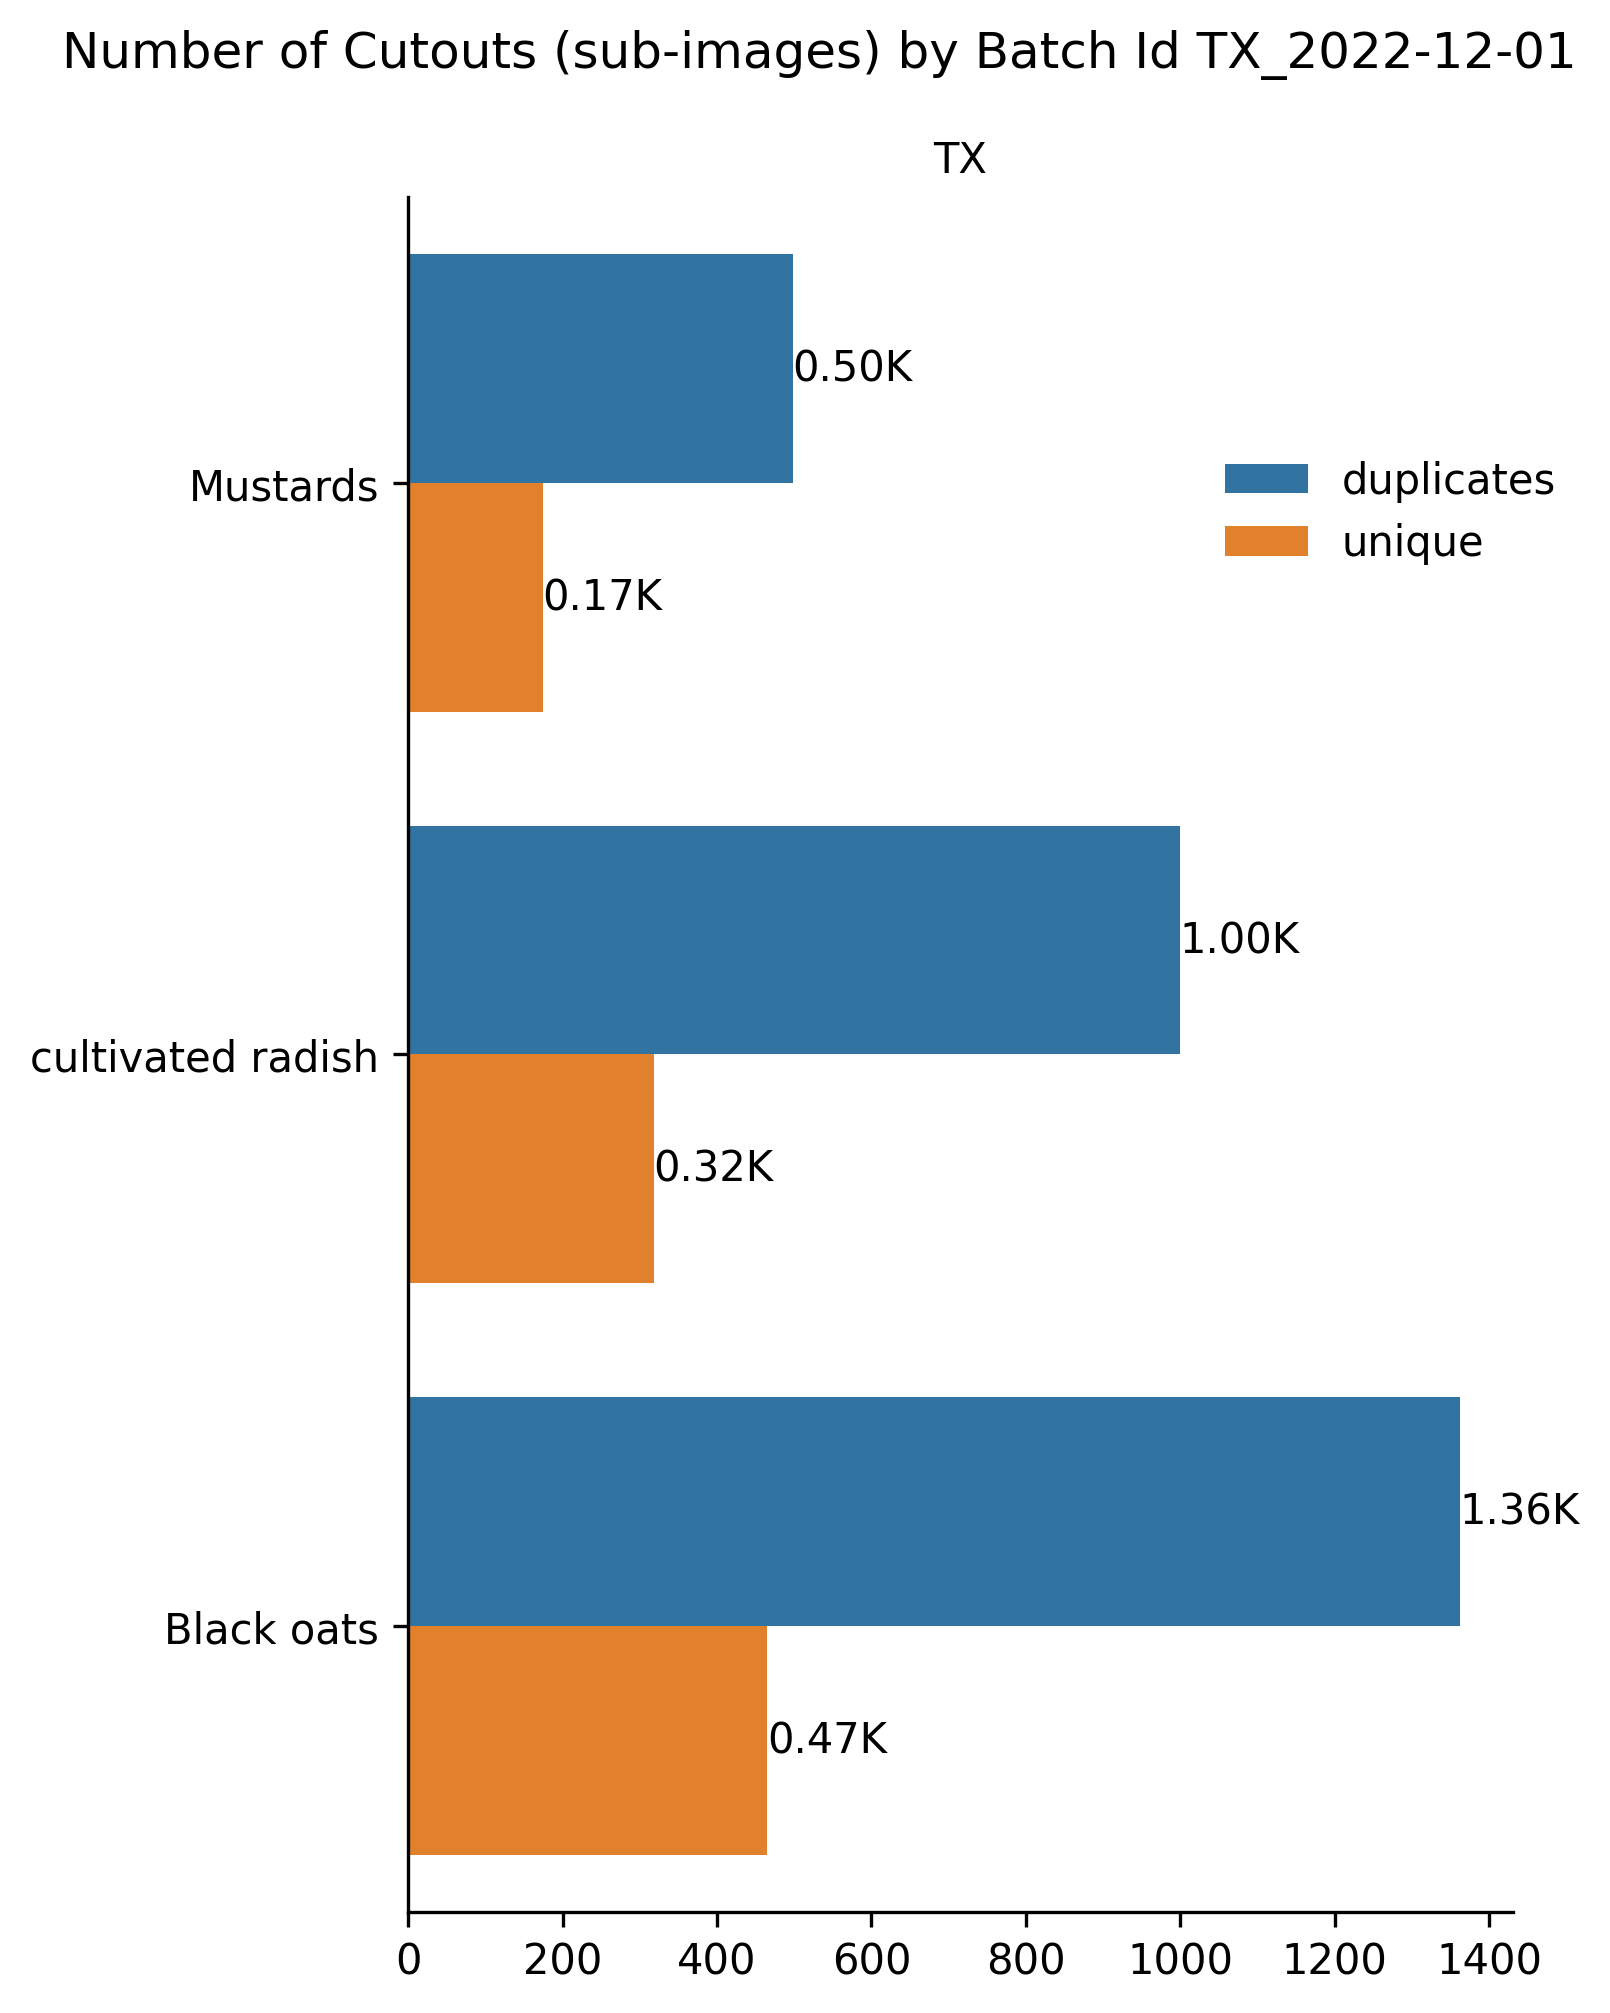 Number of Cutouts (sub-images) by Batch Id TX_2022-12-01
TX
0.50K
Mustards
0.17K
duplicates
unique
1.00K
cultivated radish
0.32K
1.36K
Black oats
0.47K
0 200 400 600 800 1000 1200 1400